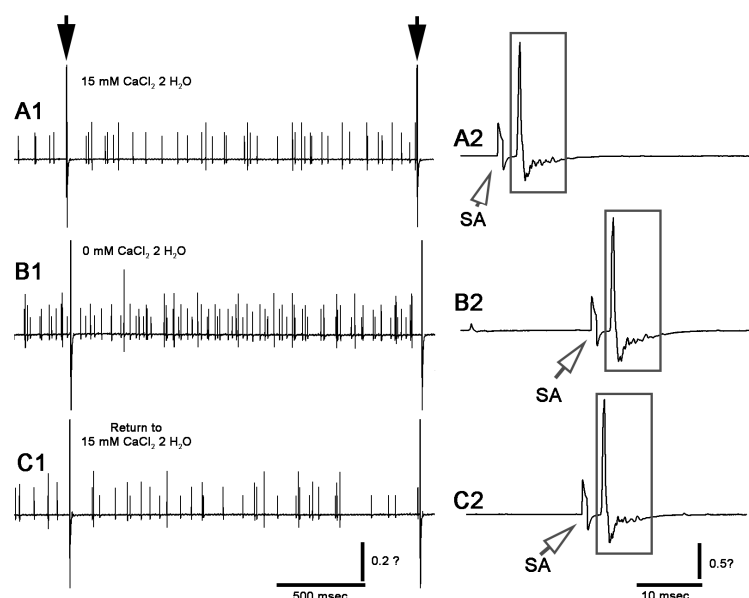 15 mM CaCl₂ 2 H₂O
A1
A2
SA
0 mM CaCl₂ 2 H₂O
B1
B2
SA
Return to
15 mM CaCl₂ 2 H₂O
C1
C2
SA
0.2 ?
0.5?
500 msec
10 msec